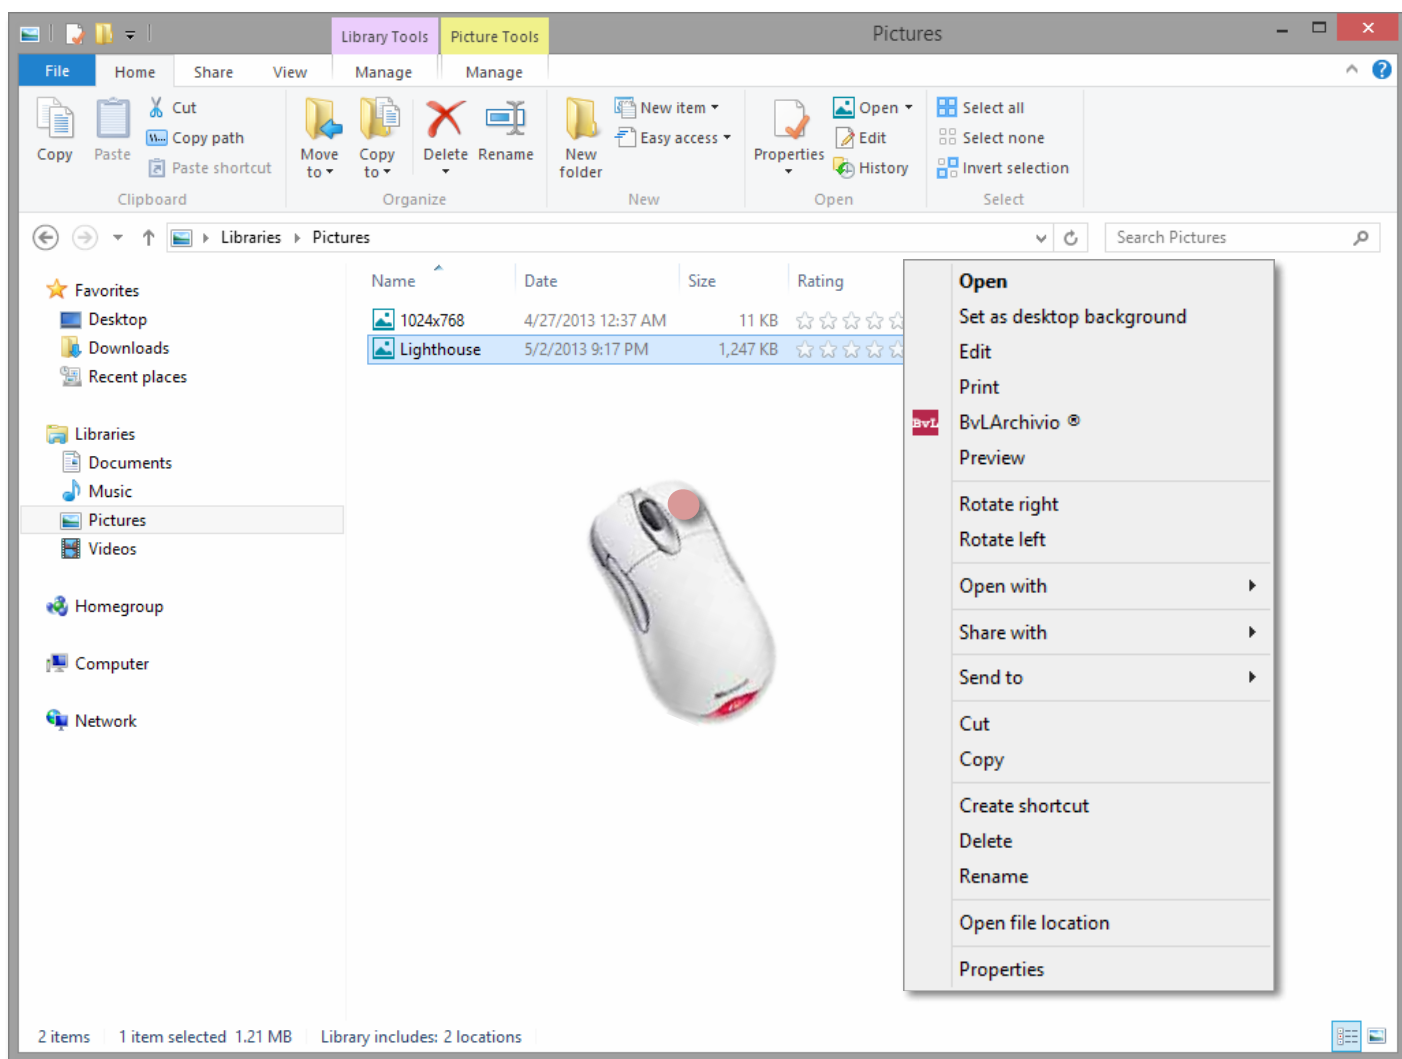 Library Tools Picture Tools Pictures
File Home Share View Manage Manage
Copy Paste Cut Copy path Paste shortcut Move to Copy to Delete Rename New folder New item Easy access Properties Open Edit History Select all Select none Invert selection
Clipboard Organize New Open Select
Libraries Pictures Search Pictures
Name Date Size Rating
1024x768 4/27/2013 12:37 AM 11 KB
Lighthouse 5/2/2013 9:17 PM 1,247 KB
Favorites
Desktop
Downloads
Recent places
Libraries
Documents
Music
Pictures
Videos
Homegroup
Computer
Network
Open
Set as desktop background
Edit
Print
BvL BvLArchivio ®
Preview
Rotate right
Rotate left
Open with
Share with
Send to
Cut
Copy
Create shortcut
Delete
Rename
Open file location
Properties
2 items 1 item selected 1.21 MB Library includes: 2 locations